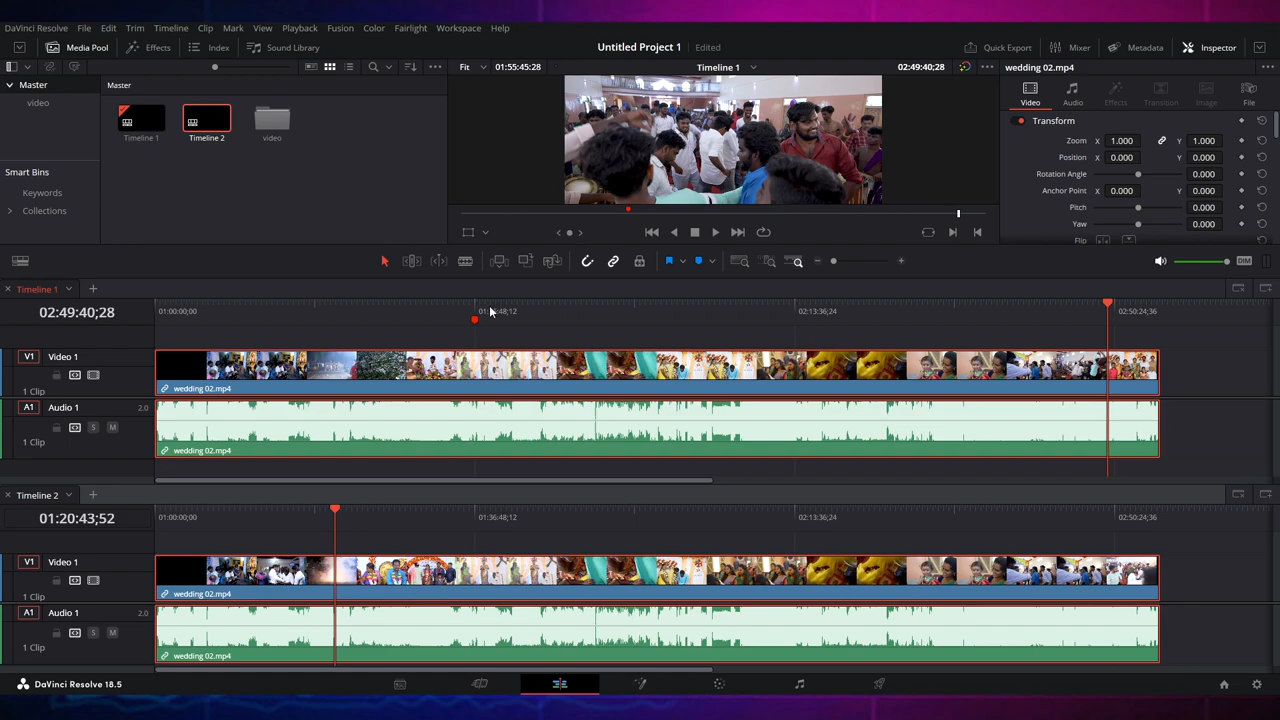 DaVinci Resolve File Edit Trim Timeline Clip Mark View Playback Fusion Color Fairlight Workspace Help
Media Pool Effects Index Sound Library Untitled Project 1 Edited Quick Export Mixer Metadata Inspector
Fit 01:55:45:28 Timeline 1 02:49:40;28 wedding 02.mp4
Master Master
video
Timeline 1 Timeline 2 video
Video Audio Effects Transition Image File
Transform
Zoom X 1.000 Y 1.000
Position X 0.000 Y 0.000
Rotation Angle 0.000
Anchor Point X 0.000 Y 0.000
Pitch 0.000
Yaw 0.000
Flip
Smart Bins
Keywords
Collections
DIM
Timeline 1
02:49:40;28 01:00:00;00 48;12 02:13:36;24 02:50:24;36
V1 Video 1
1 Clip wedding 02.mp4
A1 Audio 1 2.0
S M
1 Clip wedding 02.mp4
Timeline 2
01:20:43;52 01:00:00;00 01:36:48;12 02:13:36;24 02:50:24;36
V1 Video 1
1 Clip wedding 02.mp4
A1 Audio 1 2.0
S M
1 Clip wedding 02.mp4
DaVinci Resolve 18.5